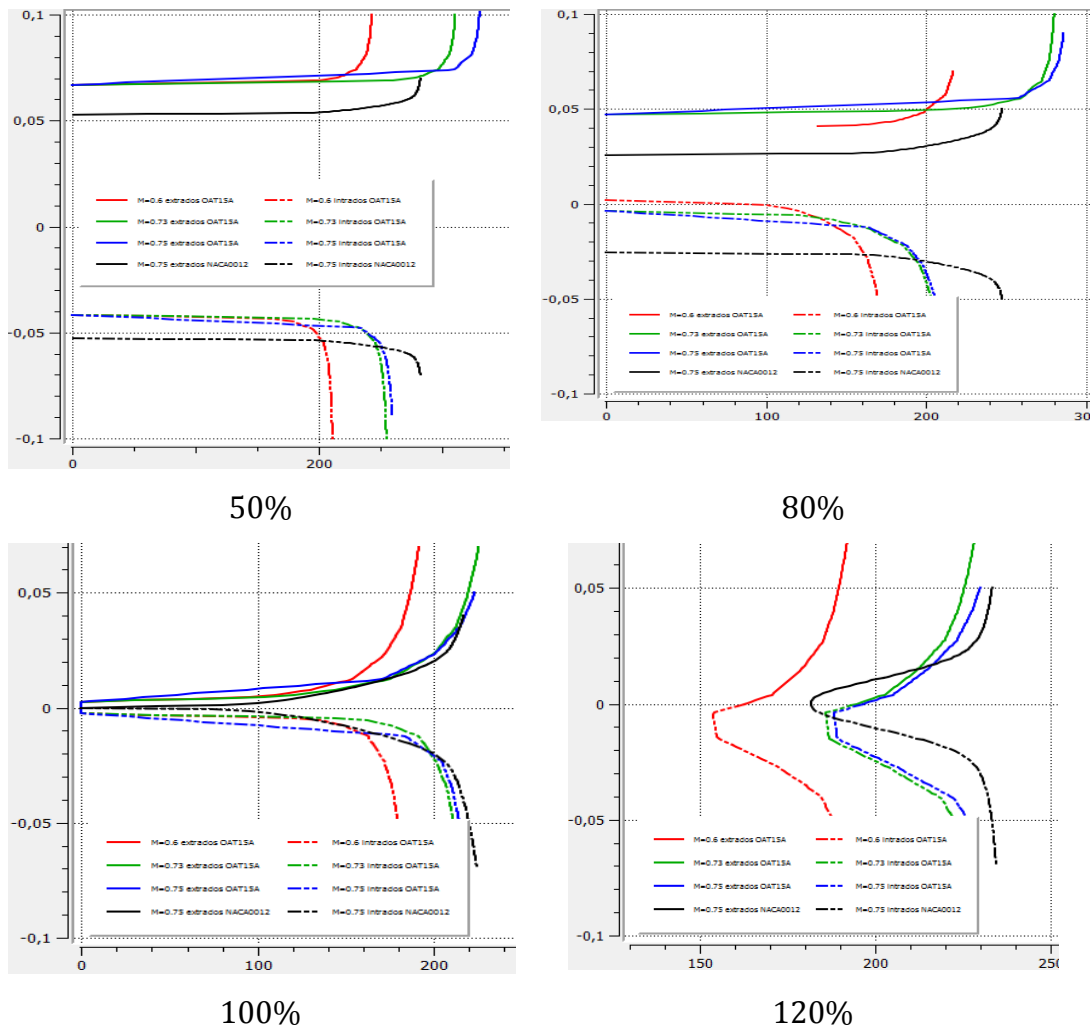 0,1
0,05
0
-0,05
-0,1
0
200
M=0.6 extrados OAT15A
M=0.6 intrados OAT15A
M=0.73 extrados OAT15A
M=0.73 intrados OAT15A
M=0.75 extrados OAT15A
M=0.75 intrados OAT15A
M=0.75 extrados NACA0012
M=0.75 intrados NACA0012
50%
0,1
0,05
0
-0,05
-0,1
0
100
200
300
M=0.6 extrados OAT15A
M=0.6 intrados OAT15A
M=0.73 extrados OAT15A
M=0.73 intrados OAT15A
M=0.75 extrados OAT15A
M=0.75 intrados OAT15A
M=0.75 extrados NACA0012
M=0.75 intrados NACA0012
80%
0,05
0
-0,05
-0,1
0
100
200
M=0.6 extrados OAT15A
M=0.6 intrados OAT15A
M=0.73 extrados OAT15A
M=0.73 intrados OAT15A
M=0.75 extrados OAT15A
M=0.75 intrados OAT15A
M=0.75 extrados NACA0012
M=0.75 intrados NACA0012
100%
0,05
0
-0,05
-0,1
150
200
250
M=0.6 extrados OAT15A
M=0.6 intrados OAT15A
M=0.73 extrados OAT15A
M=0.73 intrados OAT15A
M=0.75 extrados OAT15A
M=0.75 intrados OAT15A
M=0.75 extrados NACA0012
M=0.75 intrados NACA0012
120%